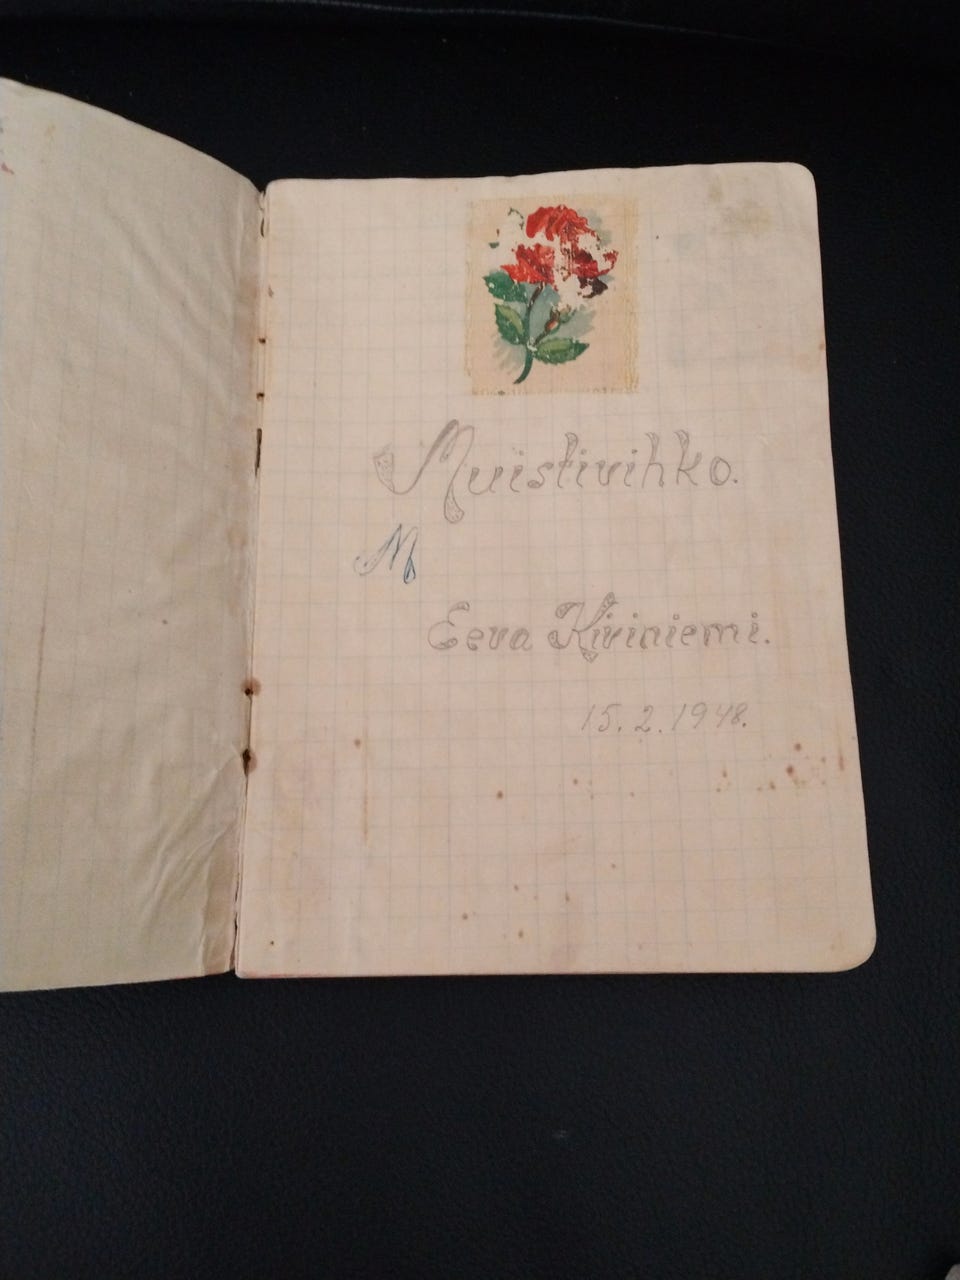 Muistivihko.
M
Eeva Kiviniemi.
15.2.1948.